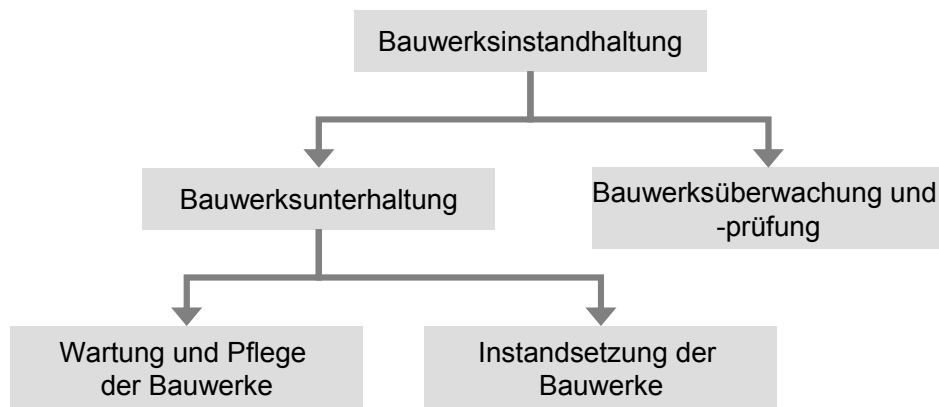 Bauwerksinstandhaltung
Bauwerksunterhaltung
Bauwerksüberwachung und
-prüfung
Wartung und Pflege
der Bauwerke
Instandsetzung der
Bauwerke